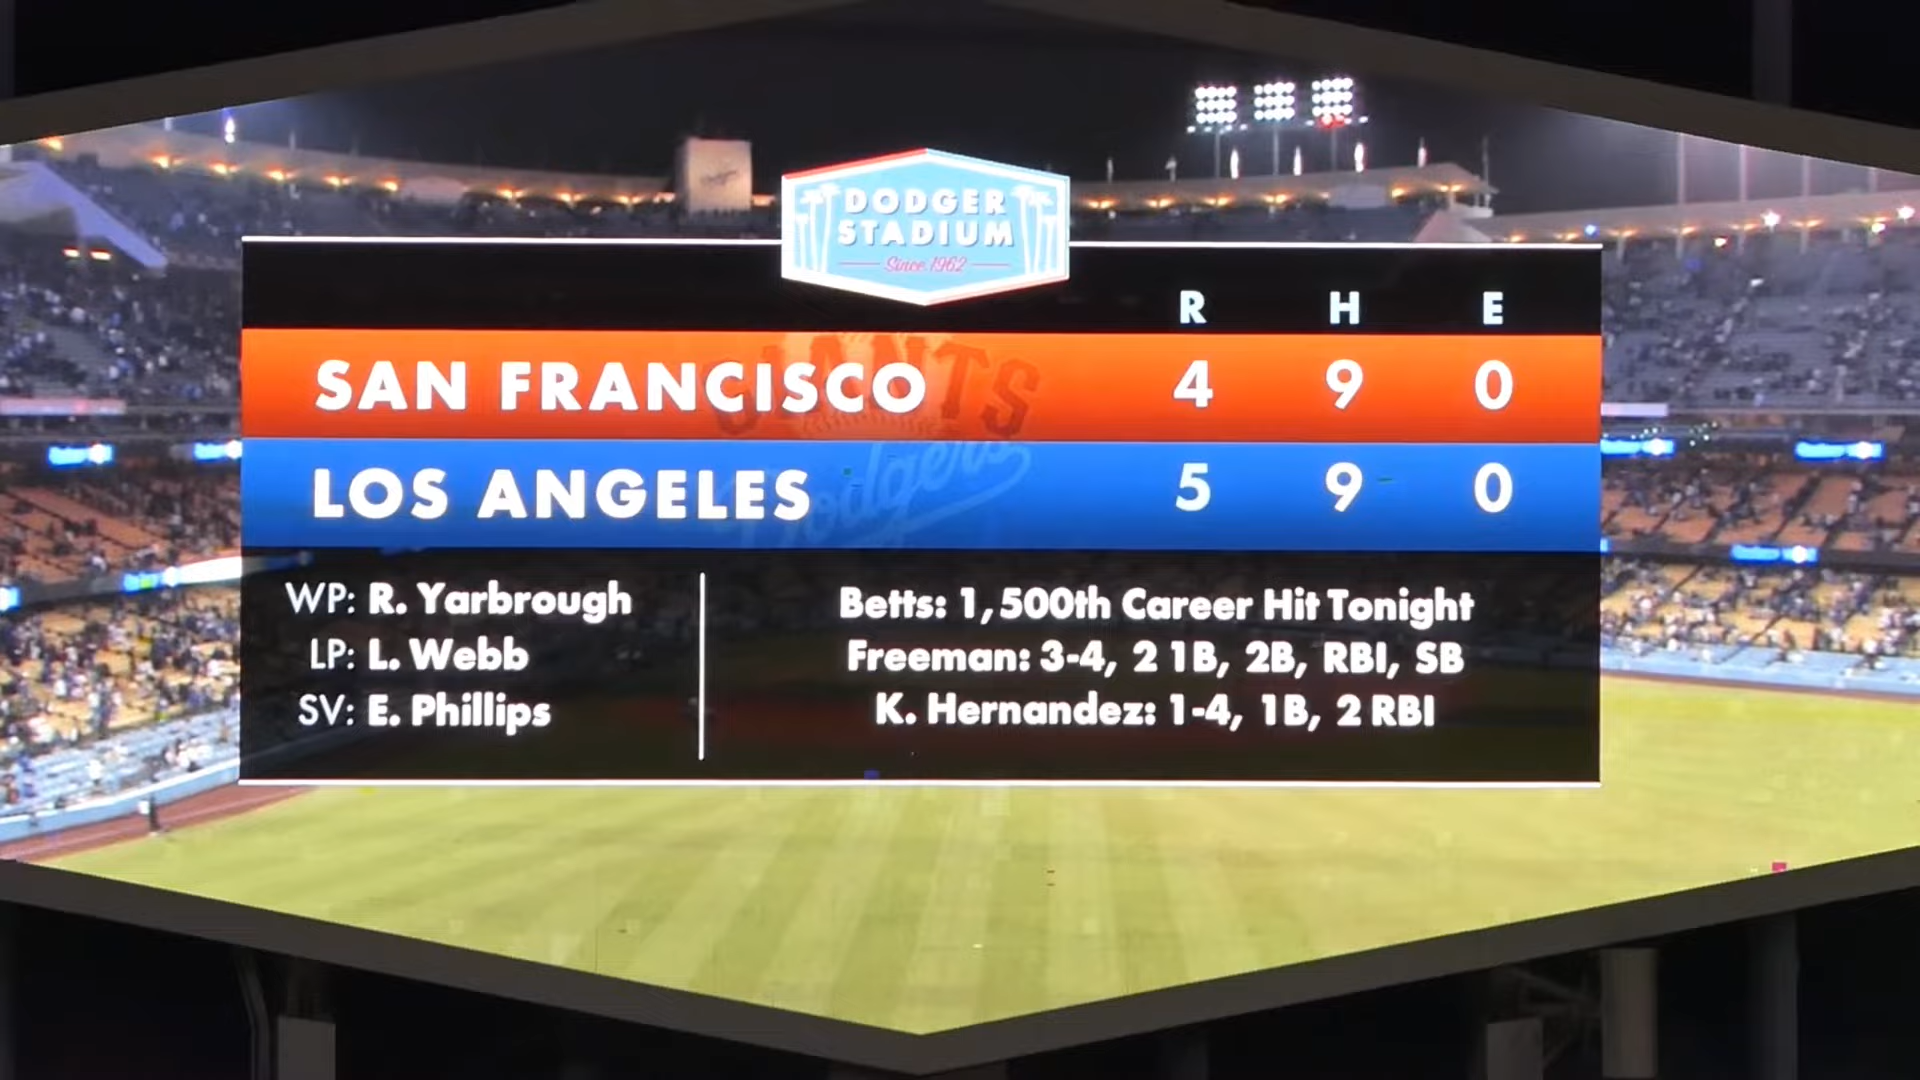 DODGER
STADIUM
Since 1962
R H E
GIANTS
SAN FRANCISCO 4 9 0
Dodgers
LOS ANGELES 5 9 0
WP: R. Yarbrough
LP: L. Webb
SV: E. Phillips
Betts: 1,500th Career Hit Tonight
Freeman: 3-4, 2 1B, 2B, RBI, SB
K. Hernandez: 1-4, 1B, 2 RBI